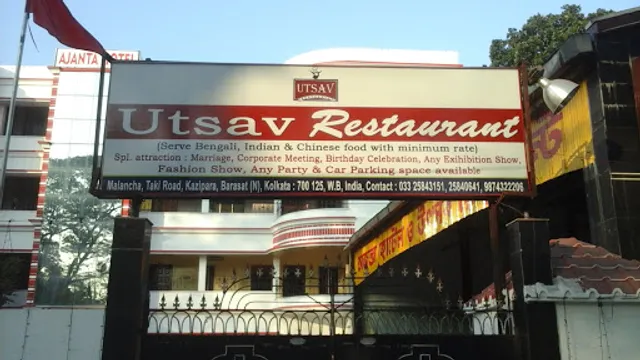 AJANTA HOTEL
UTSAV
Utsav Restaurant
(Serve Bengali, Indian & Chinese food with minimum rate)
Spl. attraction : Marriage, Corporate Meeting, Birthday Celebration, Any Exihibition Show,
Fashion Show, Any Party & Car Parking space available
Malancha, Taki Road, Kazipara, Barasat (N), Kolkata : 700 125, W.B, India, Contact : 033 25843151, 25840641, 9874322206